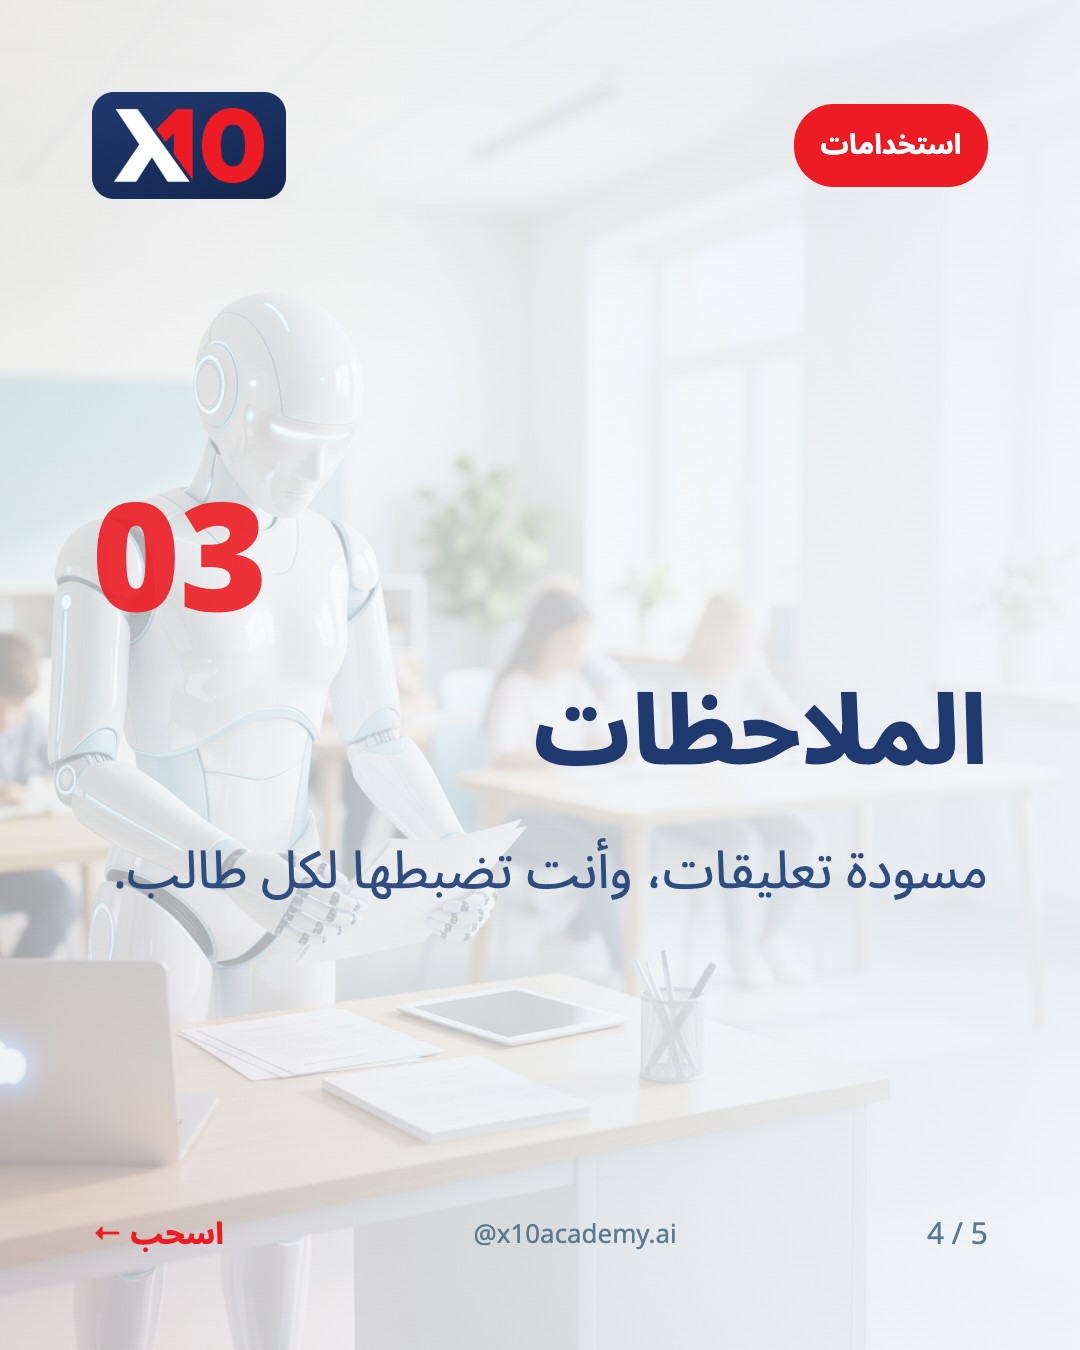 X10
استخدامات
03
الملاحظات
مسودة تعليقات، وأنت تضبطها لكل طالب.
اسحب ←
@x10academy.ai
4 / 5